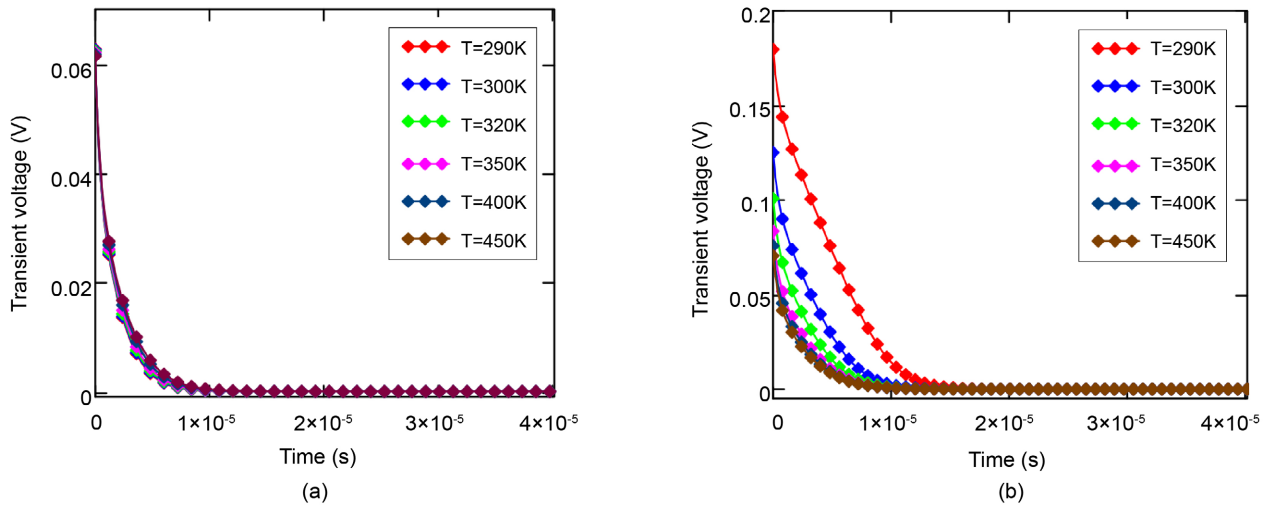 Transient voltage (V)
0.06
0.04
0.02
0
0
1×10⁻⁵
2×10⁻⁵
3×10⁻⁵
4×10⁻⁵
Time (s)
(a)
T=290K
T=300K
T=320K
T=350K
T=400K
T=450K
Transient voltage (V)
0.2
0.15
0.1
0.05
0
0
1×10⁻⁵
2×10⁻⁵
3×10⁻⁵
4×10⁻⁵
Time (s)
(b)
T=290K
T=300K
T=320K
T=350K
T=400K
T=450K